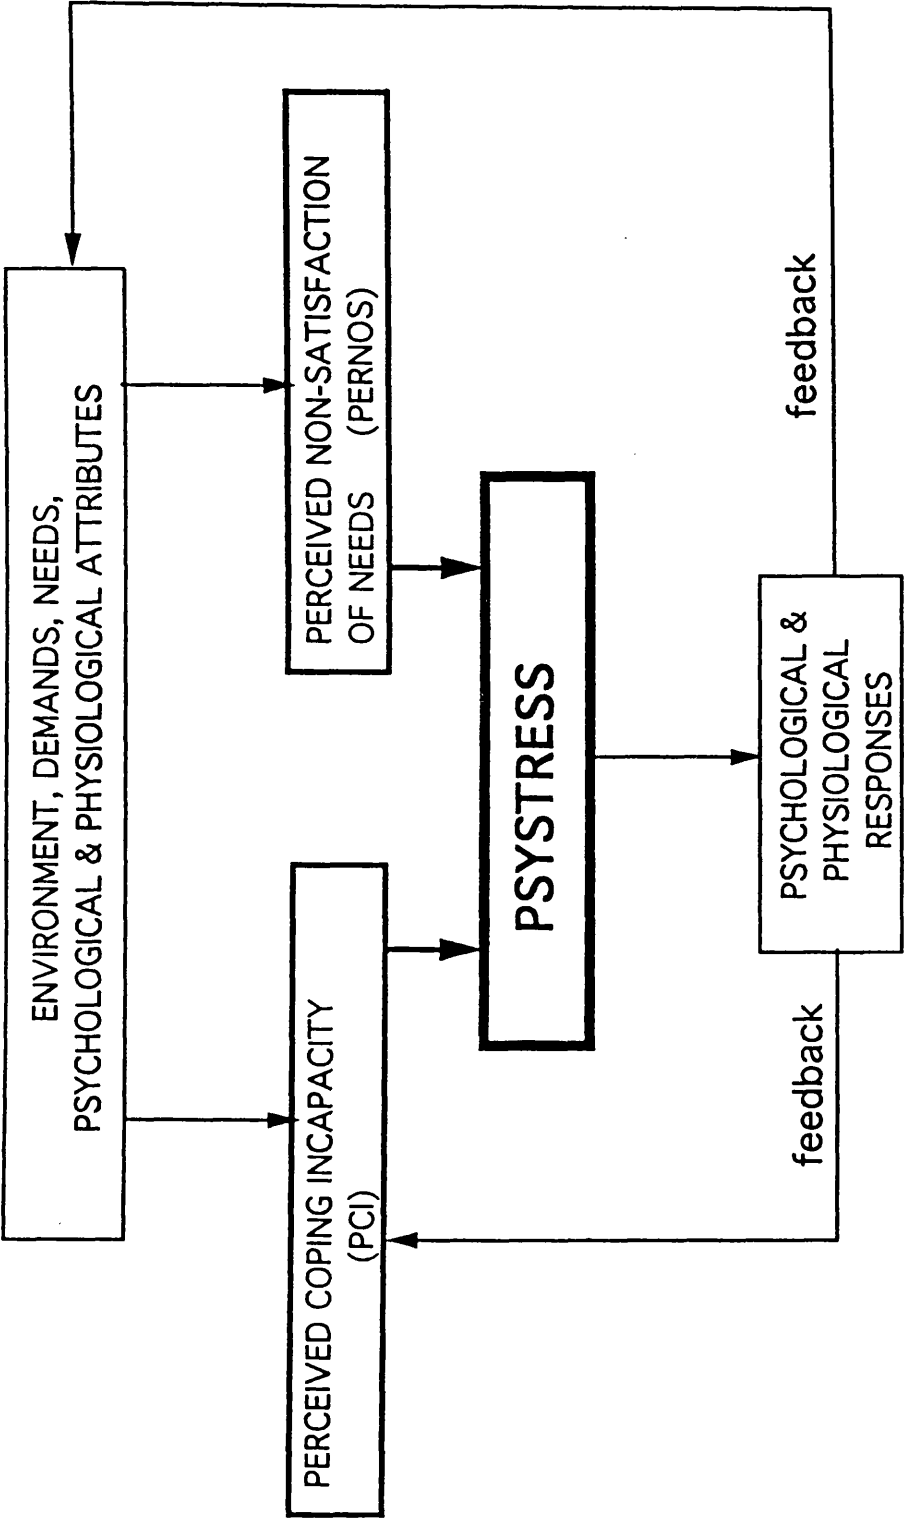 ENVIRONMENT, DEMANDS, NEEDS,
PSYCHOLOGICAL & PHYSIOLOGICAL ATTRIBUTES
PERCEIVED COPING INCAPACITY
(PCI)
PERCEIVED NON-SATISFACTION
OF NEEDS (PERNOS)
PSYSTRESS
feedback
PSYCHOLOGICAL &
PHYSIOLOGICAL
RESPONSES
feedback